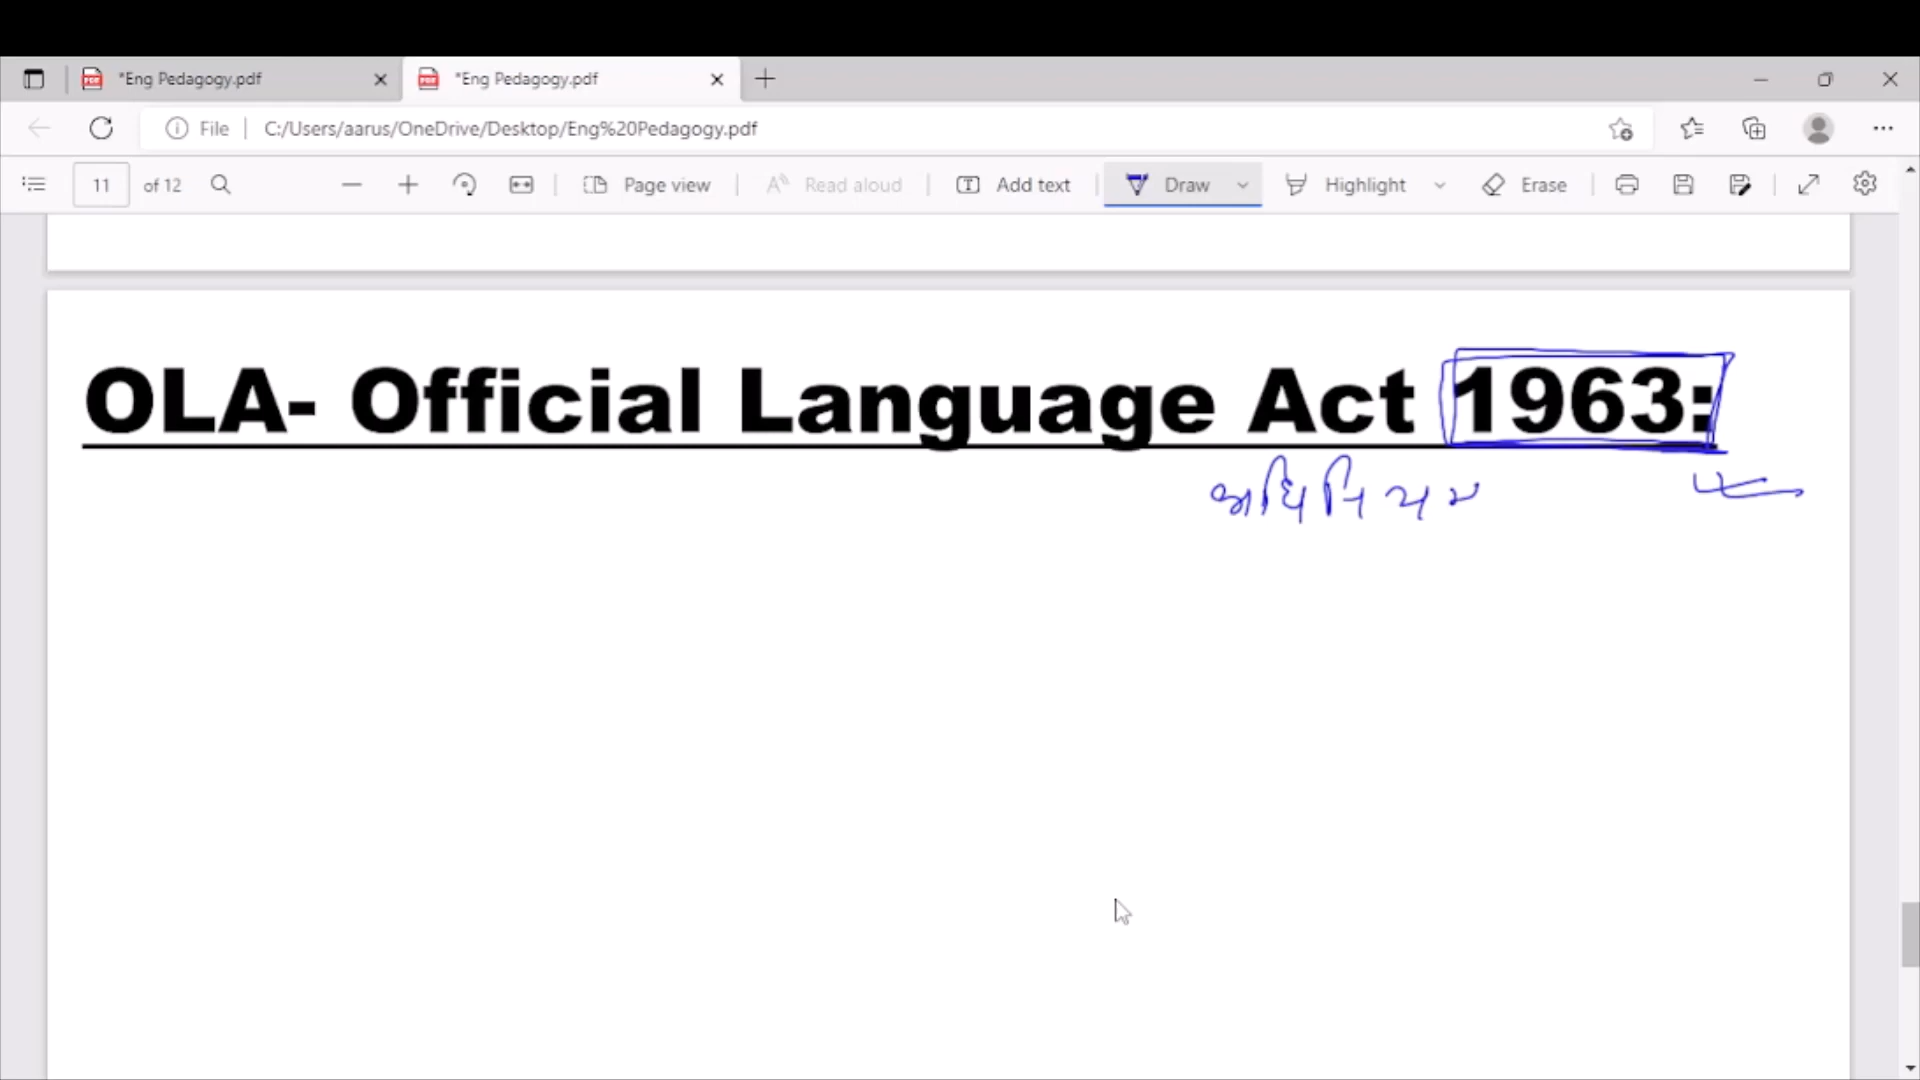 *Eng Pedagogy.pdf *Eng Pedagogy.pdf
File C:/Users/aarus/OneDrive/Desktop/Eng%20Pedagogy.pdf
11 of 12 Page view Read aloud Add text Draw Highlight Erase
OLA- Official Language Act 1963:
अधिनियम